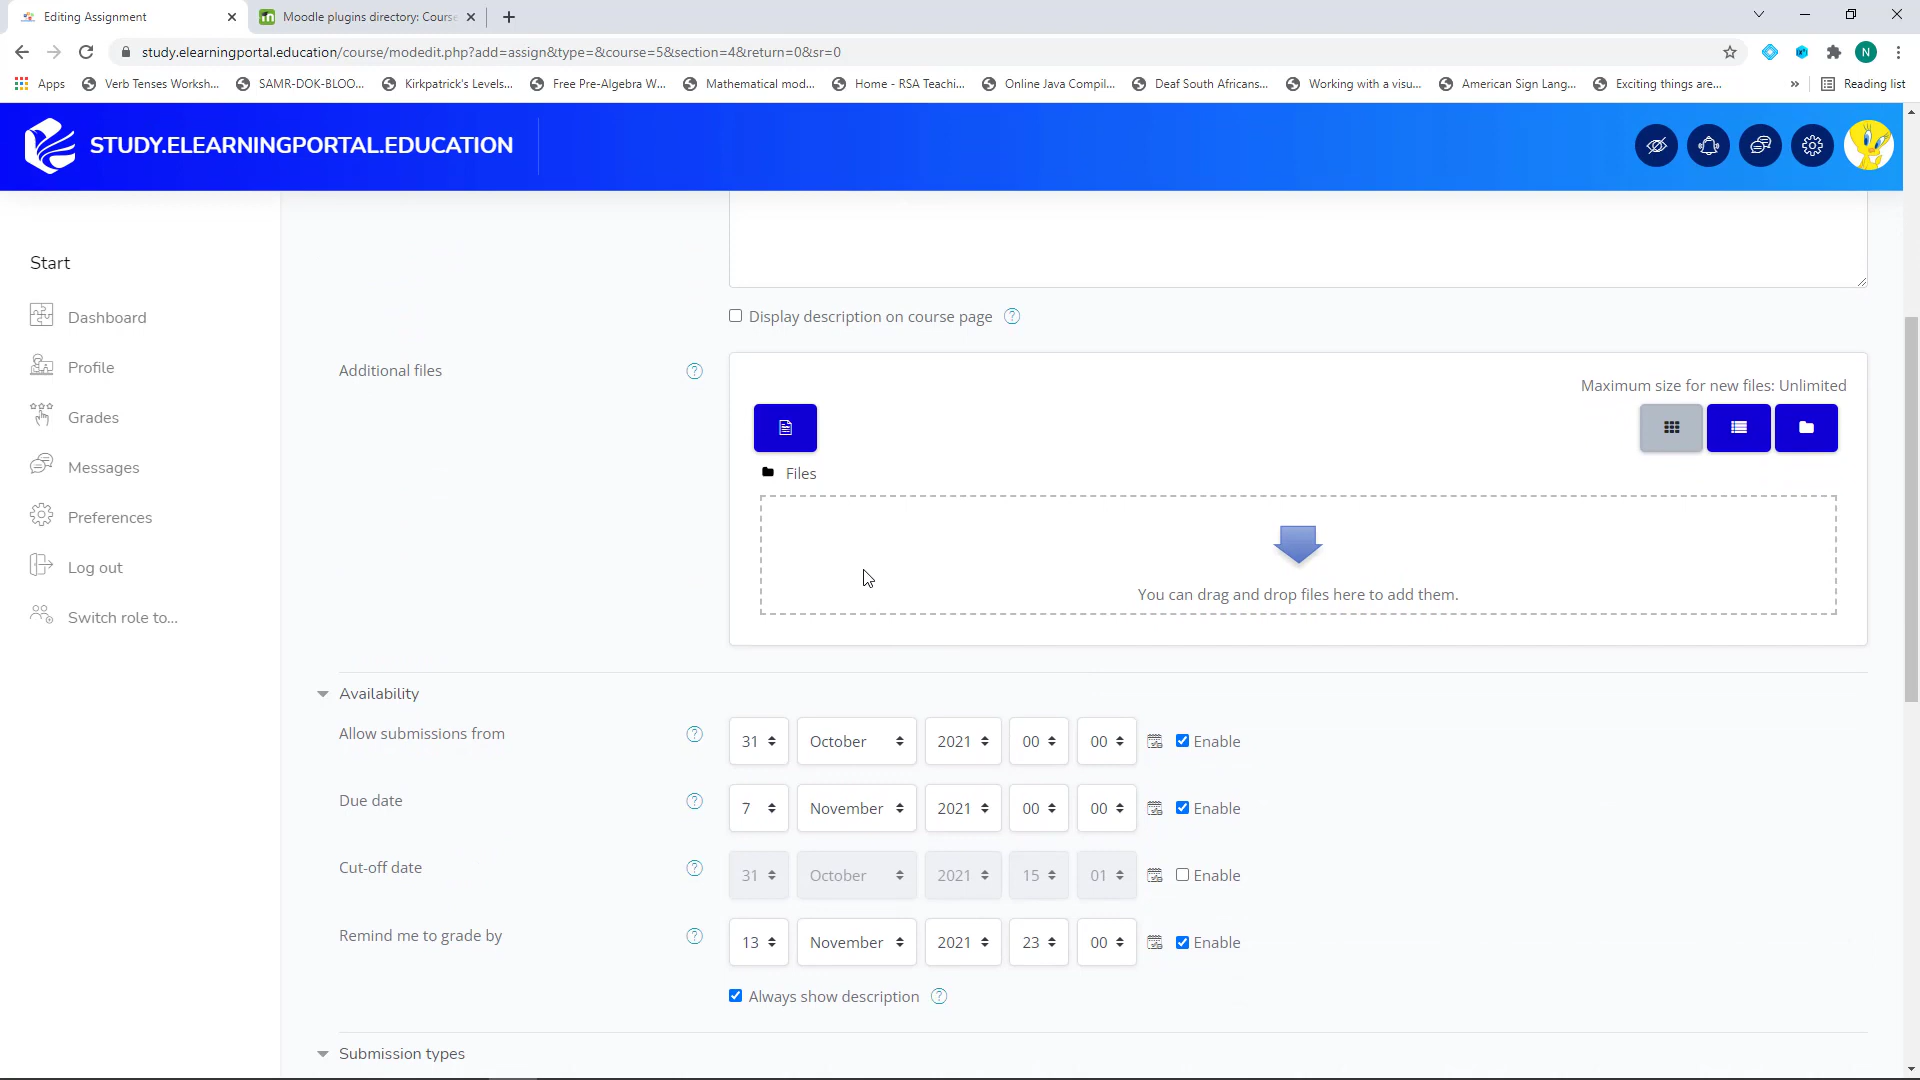 Editing Assignment
Moodle plugins directory: Course
study.elearningportal.education/course/modedit.php?add=assign&type=&course=5&section=4&return=0&sr=0
N
Apps
Verb Tenses Worksh...
SAMR-DOK-BLOO...
Kirkpatrick's Levels...
Free Pre-Algebra W...
Mathematical mod...
Home - RSA Teachi...
Online Java Compil...
Deaf South Africans...
Working with a visu...
American Sign Lang...
Exciting things are...
»
Reading list
STUDY.ELEARNINGPORTAL.EDUCATION
Start
Dashboard
Profile
Grades
Messages
Preferences
Log out
Switch role to...
Display description on course page
Additional files
Maximum size for new files: Unlimited
Files
You can drag and drop files here to add them.
Availability
Allow submissions from 31 October 2021 00 00 Enable
Due date 7 November 2021 00 00 Enable
Cut-off date 31 October 2021 15 01 Enable
Remind me to grade by 13 November 2021 23 00 Enable
Always show description
Submission types